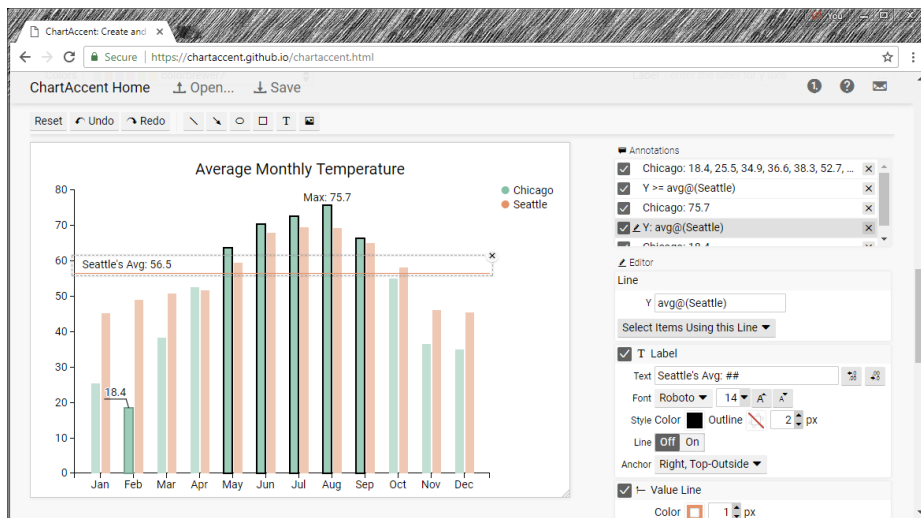 You
ChartAccent: Create and
Secure https://chartaccent.github.io/chartaccent.html
ChartAccent Home Open... Save
Reset Undo Redo T
Average Monthly Temperature
Chicago
Seattle
80
70
60
50
40
30
20
10
0
Max: 75.7
Seattle's Avg: 56.5
18.4
Jan Feb Mar Apr May Jun Jul Aug Sep Oct Nov Dec
Annotations
Chicago: 18.4, 25.5, 34.9, 36.6, 38.3, 52.7, ...
Y >= avg@(Seattle)
Chicago: 75.7
Y: avg@(Seattle)
Chicago: 18.4
Editor
Line
Y avg@(Seattle)
Select Items Using this Line
T Label
Text Seattle's Avg: ##
Font Roboto 14 A A
Style Color Outline 2 px
Line Off On
Anchor Right, Top-Outside
Value Line
Color 1 px